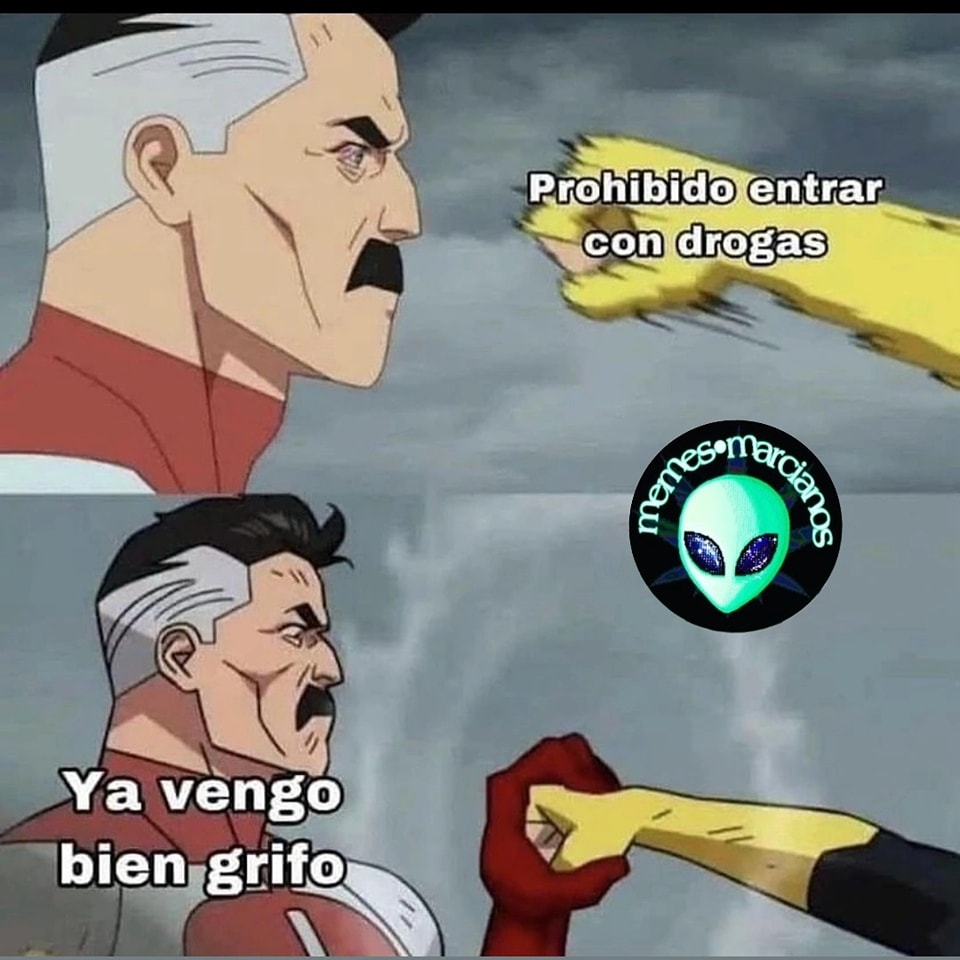 Prohibido entrar
con drogas
memes•marcianos
Ya vengo
bien grifo